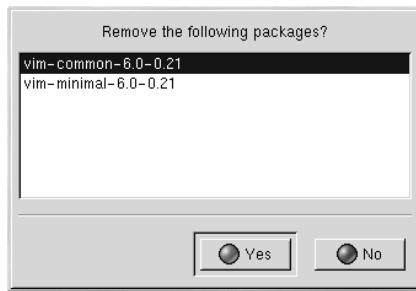 Remove the following packages?
vim-common-6.0-0.21
vim-minimal-6.0-0.21
Yes
No